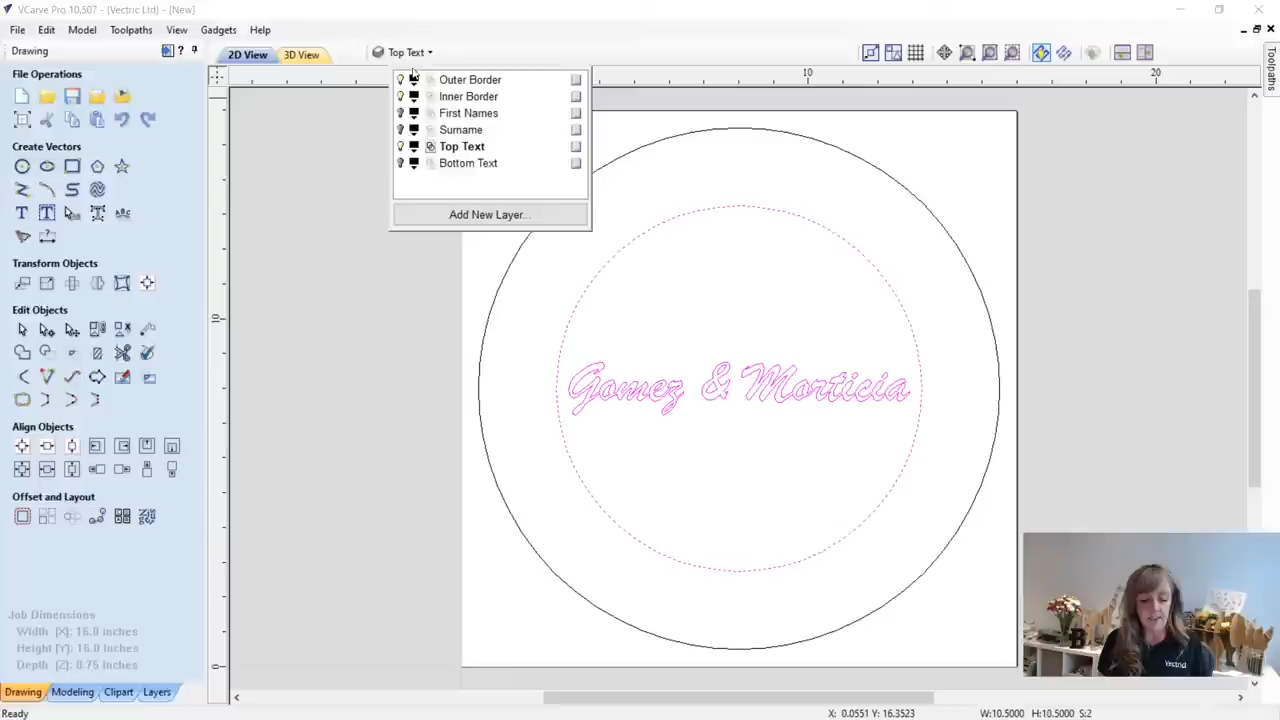 VCarve Pro 10.507 - {Vectric Ltd} - [New]
File Edit Model Toolpaths View Gadgets Help
Drawing
2D View
3D View
Top Text
Toolpaths
File Operations
Create Vectors
Transform Objects
Edit Objects
Align Objects
Offset and Layout
Outer Border
Inner Border
First Names
Surname
Top Text
Bottom Text
Add New Layer...
10
20
10
0
Gomez & Morticia
B
Vectric
Job Dimensions
Width [X]: 16.0 inches
Height [Y]: 16.0 inches
Depth [Z]: 0.75 inches
Drawing Modeling Clipart Layers
Ready
X: 0.0551 Y: 16.3523
W:10.5000 H:10.5000 S:2